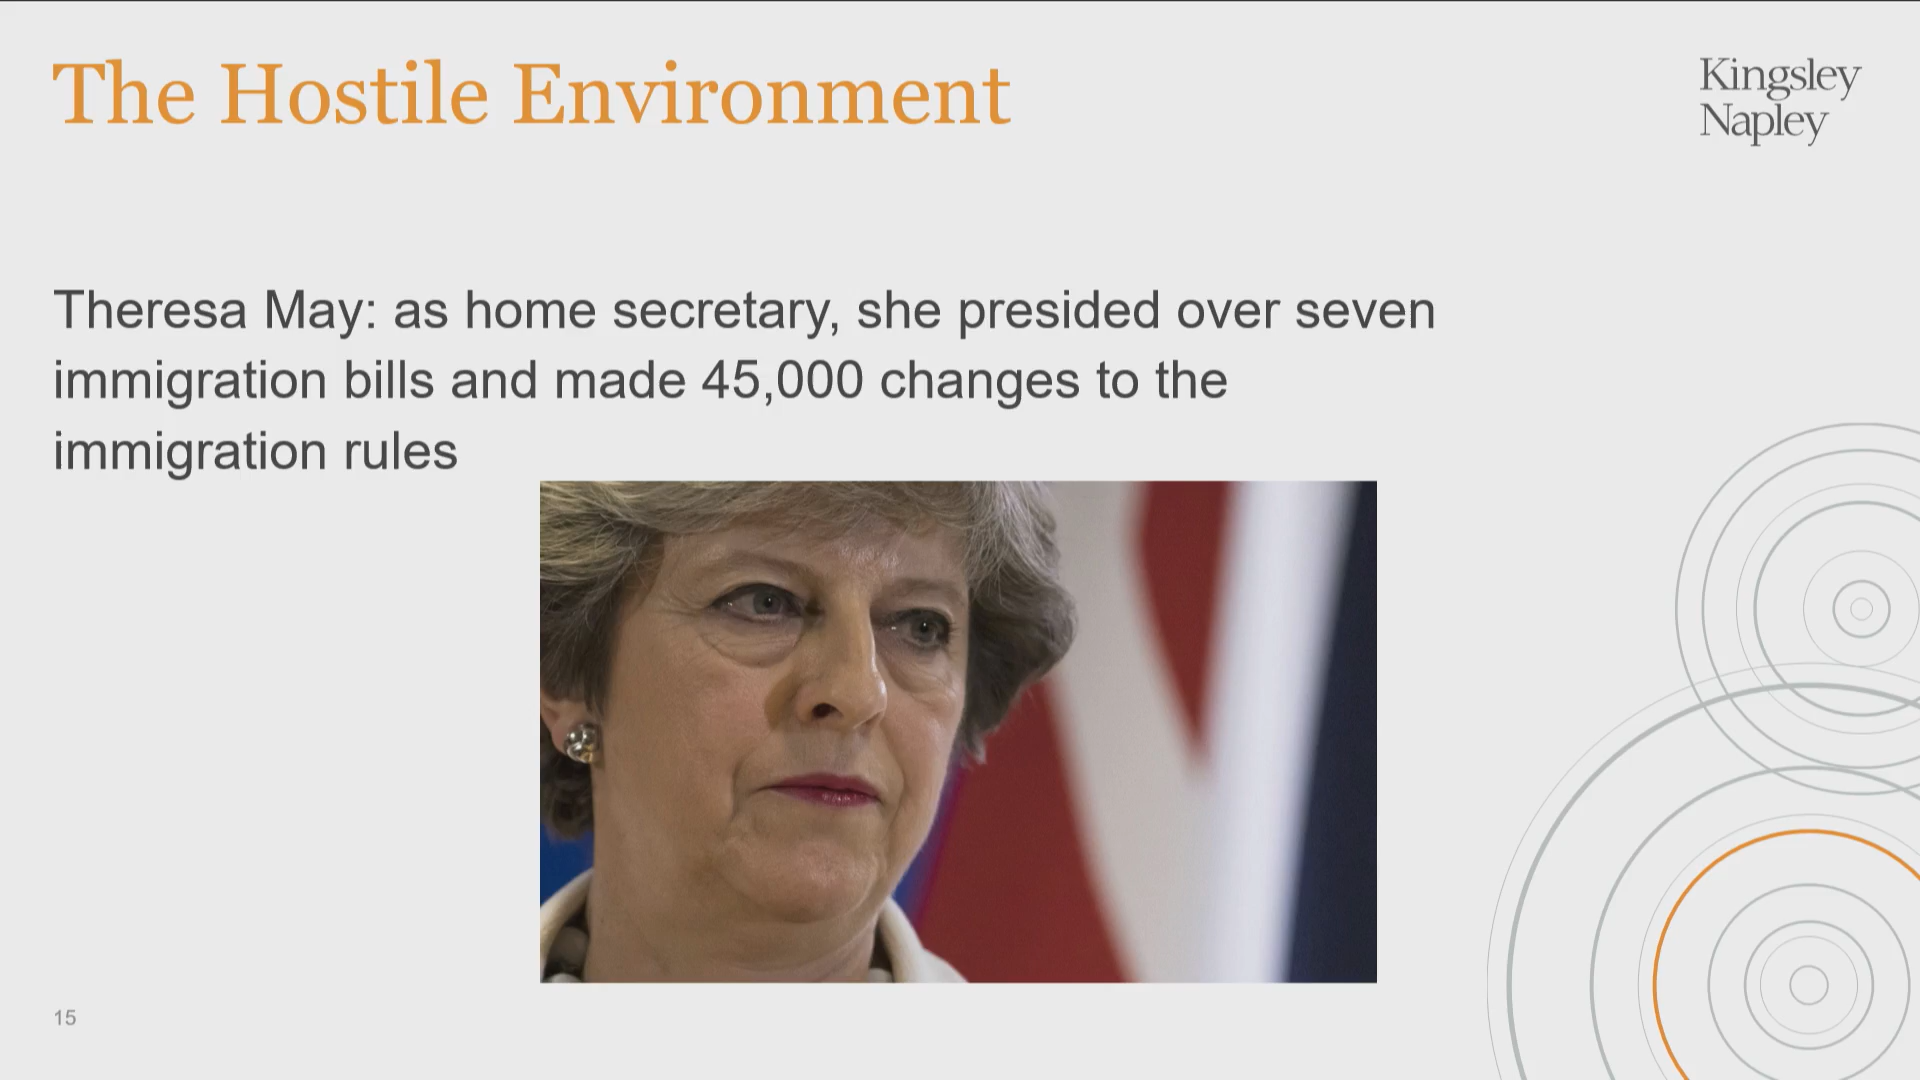 The Hostile Environment
Kingsley
Napley
Theresa May: as home secretary, she presided over seven
immigration bills and made 45,000 changes to the
immigration rules
15